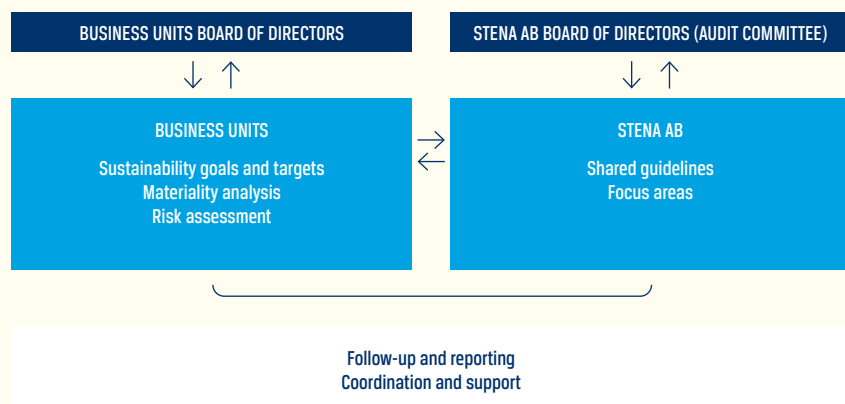 BUSINESS UNITS BOARD OF DIRECTORS
STENA AB BOARD OF DIRECTORS (AUDIT COMMITTEE)
BUSINESS UNITS
Sustainability goals and targets
Materiality analysis
Risk assessment
STENA AB
Shared guidelines
Focus areas
Follow-up and reporting
Coordination and support